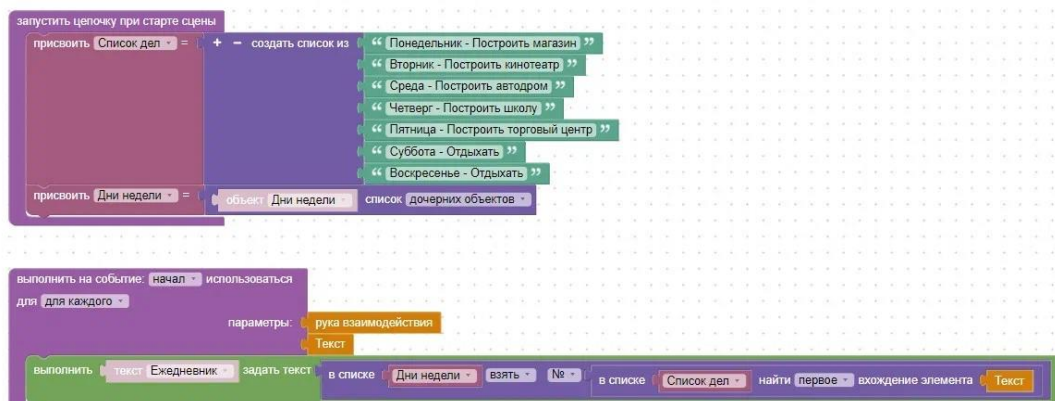 запустить цепочку при старте сцены
присвоить Список дел = + - создать список из “ Понедельник - Построить магазин ”
“ Вторник - Построить кинотеатр ”
“ Среда - Построить автодром ”
“ Четверг - Построить школу ”
“ Пятница - Построить торговый центр ”
“ Суббота - Отдыхать ”
“ Воскресенье - Отдыхать ”
присвоить Дни недели = объект Дни недели список дочерних объектов
выполнить на событие: начал использоваться
для для каждого
параметры: рука взаимодействия
Текст
выполнить текст Ежедневник задать текст в списке Дни недели взять № в списке Список дел найти первое вхождение элемента Текст